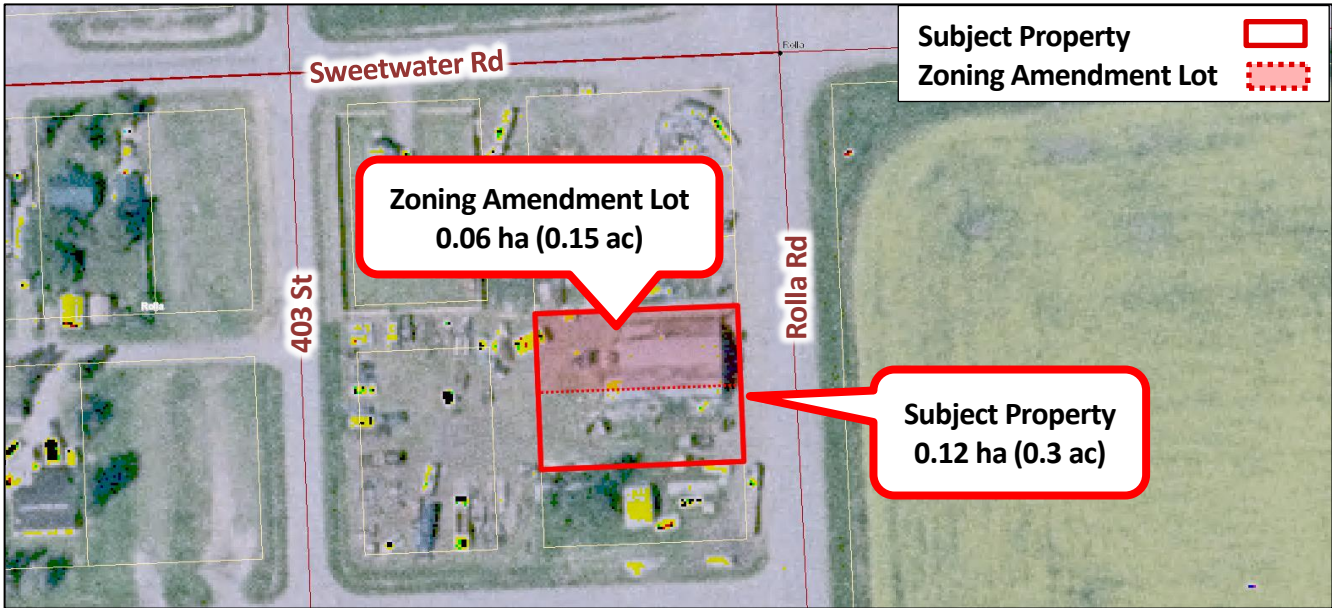 Subject Property
Zoning Amendment Lot
Rolla
Sweetwater Rd
Zoning Amendment Lot
0.06 ha (0.15 ac)
403 St
Rolla Rd
Rolla
Subject Property
0.12 ha (0.3 ac)